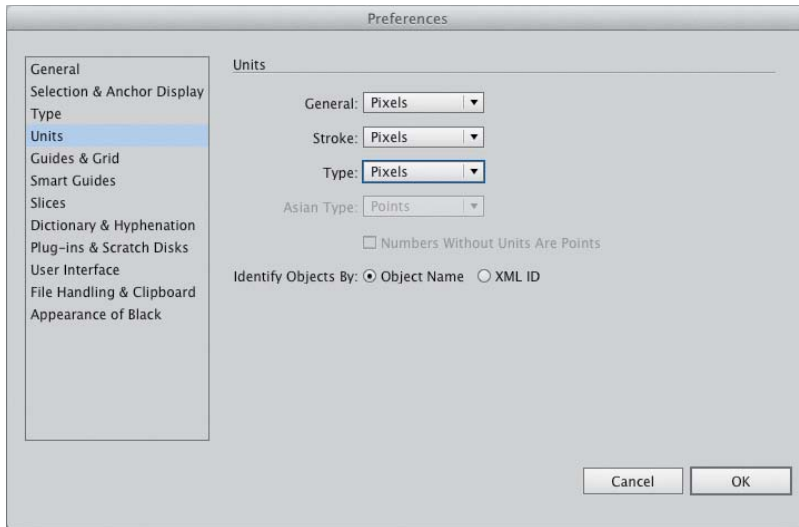 Preferences
General
Selection & Anchor Display
Type
Units
Guides & Grid
Smart Guides
Slices
Dictionary & Hyphenation
Plug-ins & Scratch Disks
User Interface
File Handling & Clipboard
Appearance of Black
Units
General: Pixels
Stroke: Pixels
Type: Pixels
Asian Type: Points
Numbers Without Units Are Points
Identify Objects By: Object Name XML ID
Cancel OK